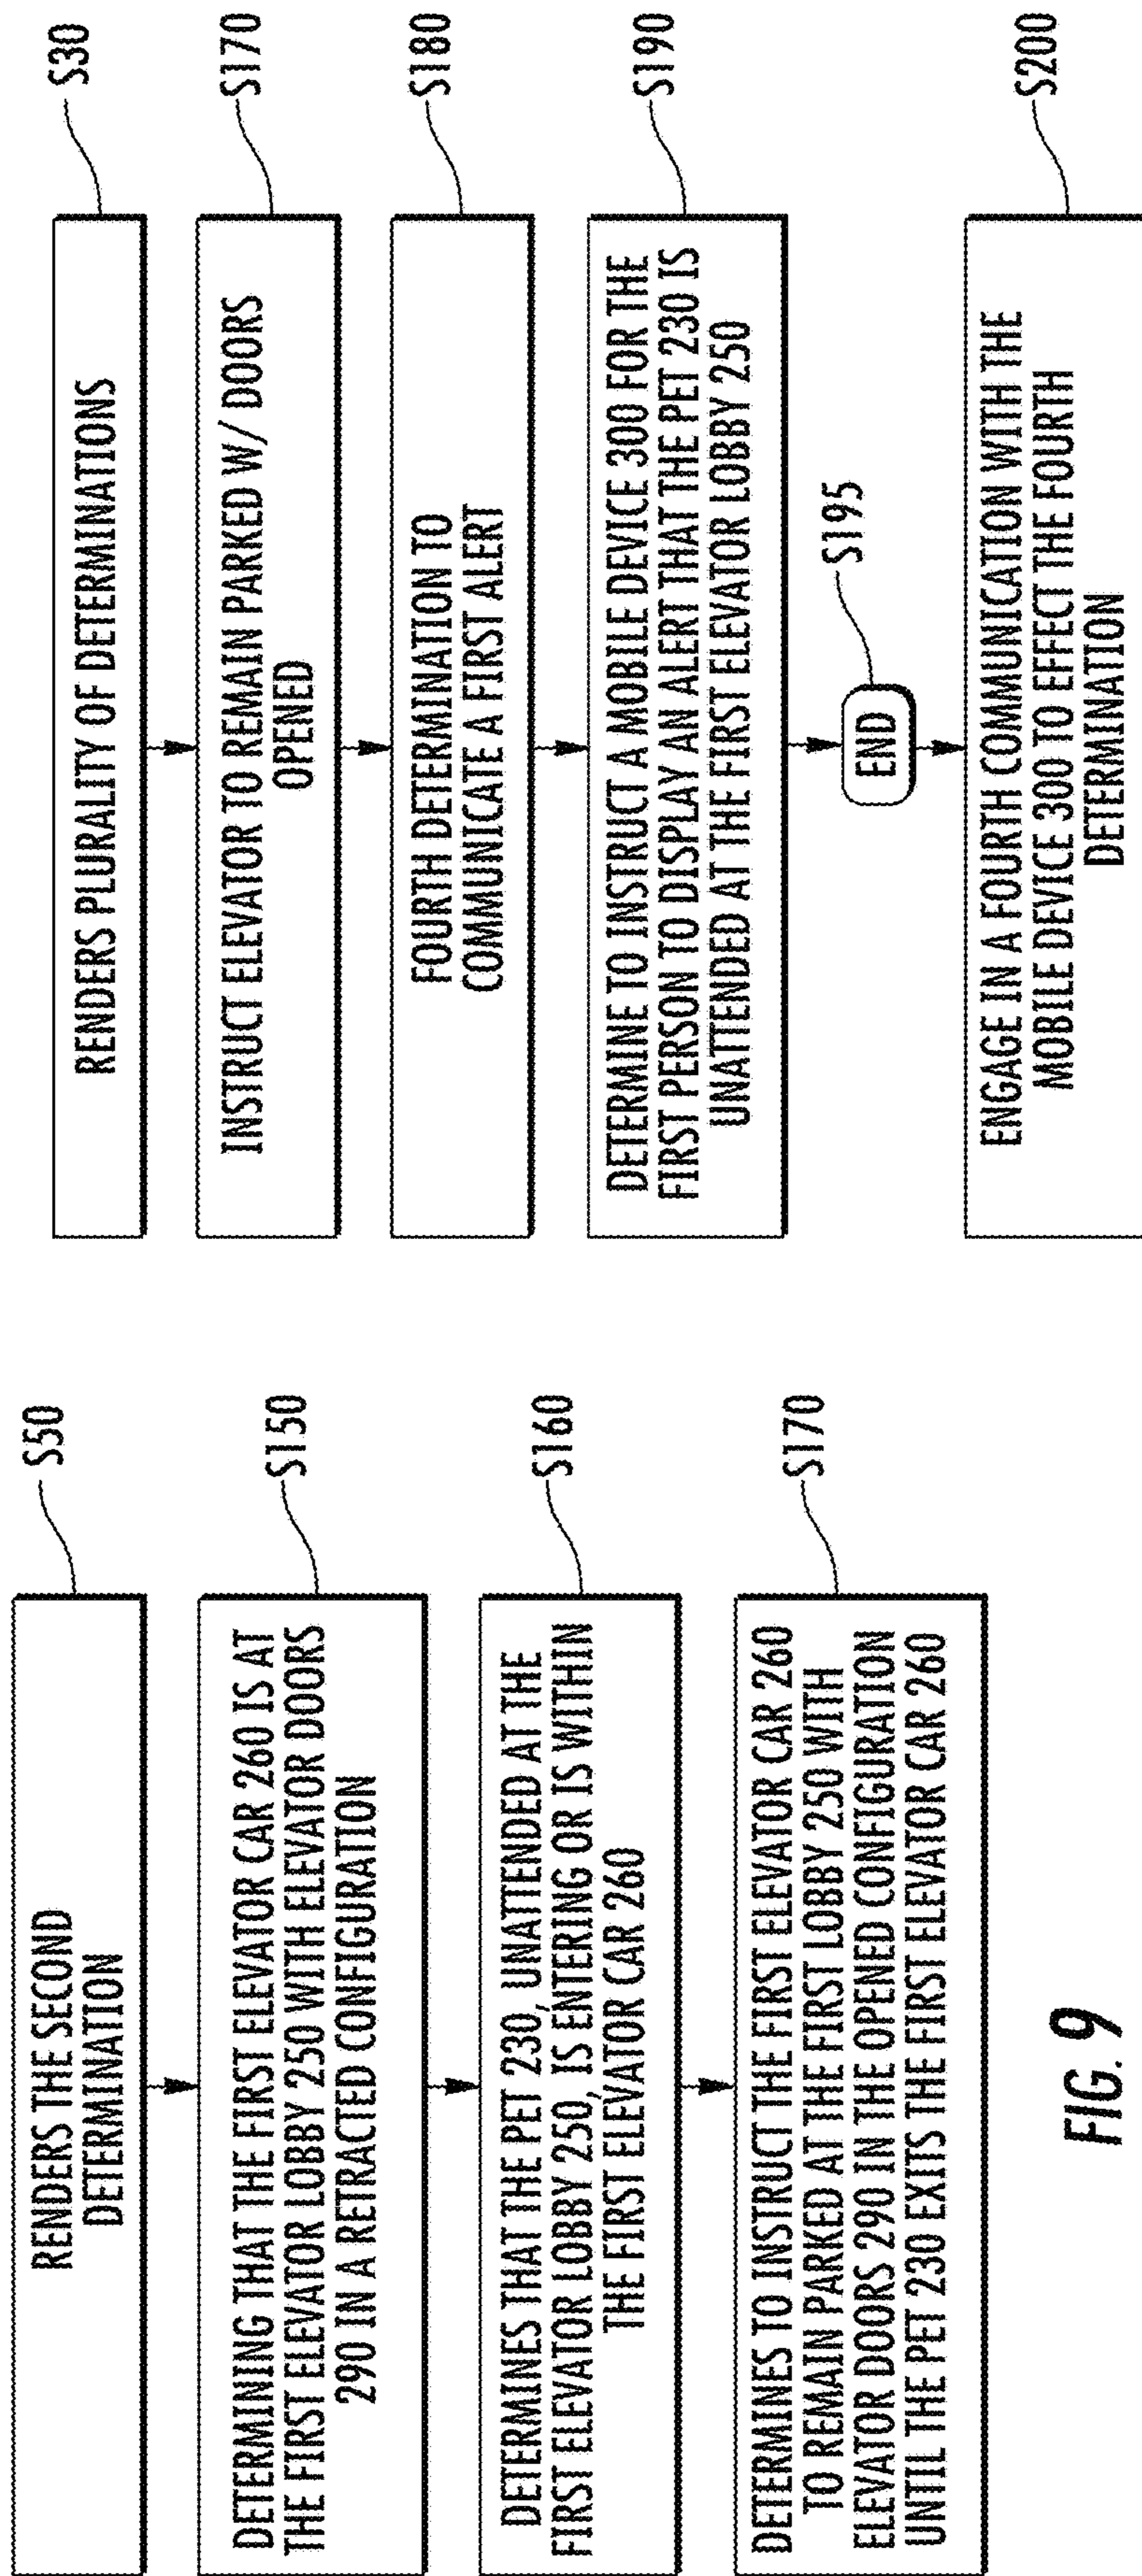 RENDERS THE SECOND
DETERMINATION
S50
DETERMINING THAT THE FIRST ELEVATOR CAR 260 IS AT
THE FIRST ELEVATOR LOBBY 250 WITH ELEVATOR DOORS
290 IN A RETRACTED CONFIGURATION
S150
DETERMINES THAT THE PET 230, UNATTENDED AT THE
FIRST ELEVATOR LOBBY 250, IS ENTERING OR IS WITHIN
THE FIRST ELEVATOR CAR 260
S160
DETERMINES TO INSTRUCT THE FIRST ELEVATOR CAR 260
TO REMAIN PARKED AT THE FIRST LOBBY 250 WITH
ELEVATOR DOORS 290 IN THE OPENED CONFIGURATION
UNTIL THE PET 230 EXITS THE FIRST ELEVATOR CAR 260
S170
FIG. 9
RENDERS PLURALITY OF DETERMINATIONS
S30
INSTRUCT ELEVATOR TO REMAIN PARKED W/ DOORS
OPENED
S170
FOURTH DETERMINATION TO
COMMUNICATE A FIRST ALERT
S180
DETERMINE TO INSTRUCT A MOBILE DEVICE 300 FOR THE
FIRST PERSON TO DISPLAY AN ALERT THAT THE PET 230 IS
UNATTENDED AT THE FIRST ELEVATOR LOBBY 250
S190
END
S195
ENGAGE IN A FOURTH COMMUNICATION WITH THE
MOBILE DEVICE 300 TO EFFECT THE FOURTH
DETERMINATION
S200